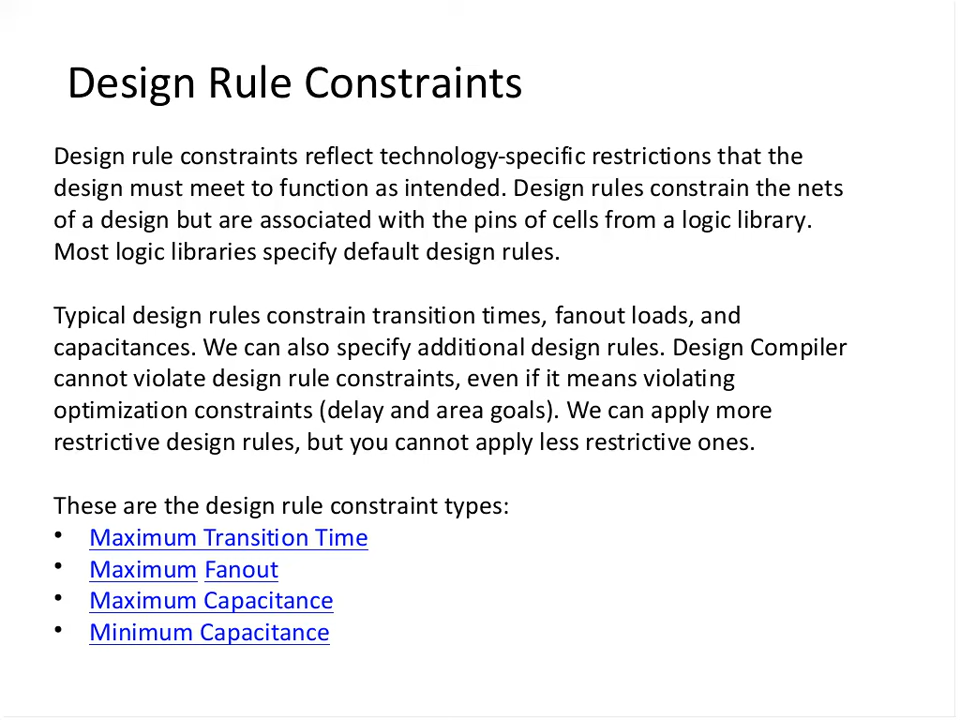 Design Rule Constraints
Design rule constraints reflect technology-specific restrictions that the
design must meet to function as intended. Design rules constrain the nets
of a design but are associated with the pins of cells from a logic library.
Most logic libraries specify default design rules.
Typical design rules constrain transition times, fanout loads, and
capacitances. We can also specify additional design rules. Design Compiler
cannot violate design rule constraints, even if it means violating
optimization constraints (delay and area goals). We can apply more
restrictive design rules, but you cannot apply less restrictive ones.
These are the design rule constraint types:
• Maximum Transition Time
• Maximum Fanout
• Maximum Capacitance
• Minimum Capacitance